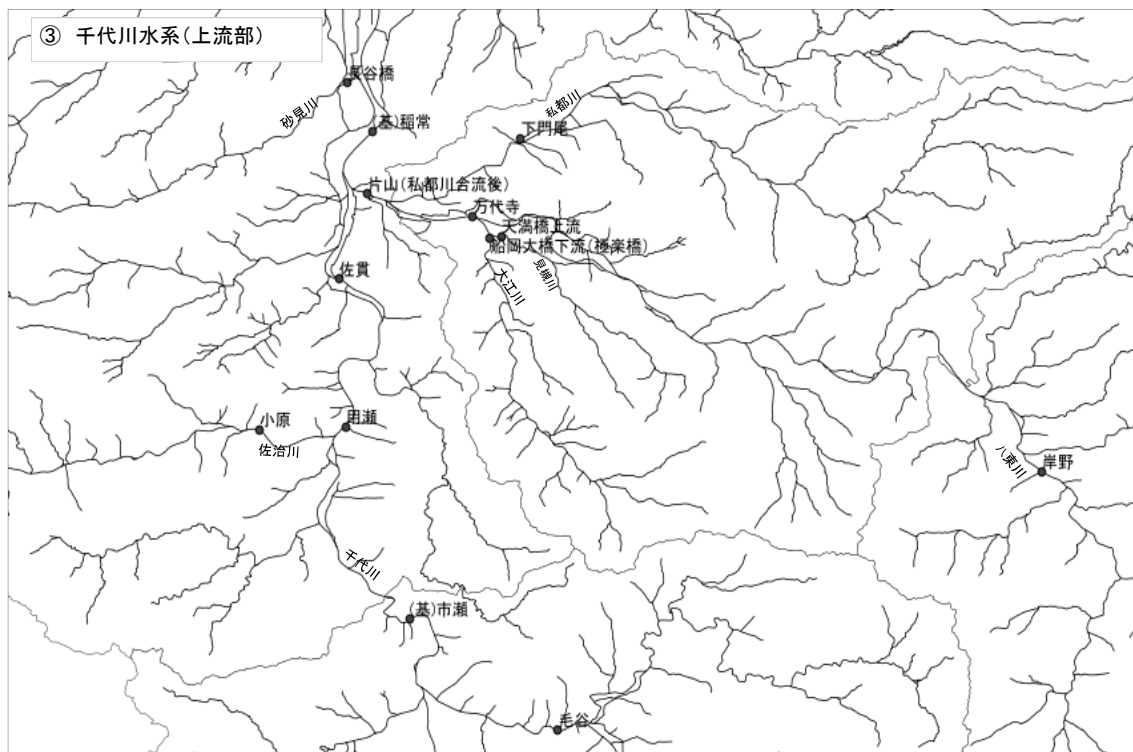 ③ 千代川水系(上流部)
長谷橋
砂見川
私都川
(基)稲常
下門尾
片山(私都川合流後)
万代寺
天満橋上流
船岡大橋下流(極楽橋)
佐貫
大江川
見槻川
小原
用瀬
佐治川
八東川
岸野
千代川
(基)市瀬
毛谷